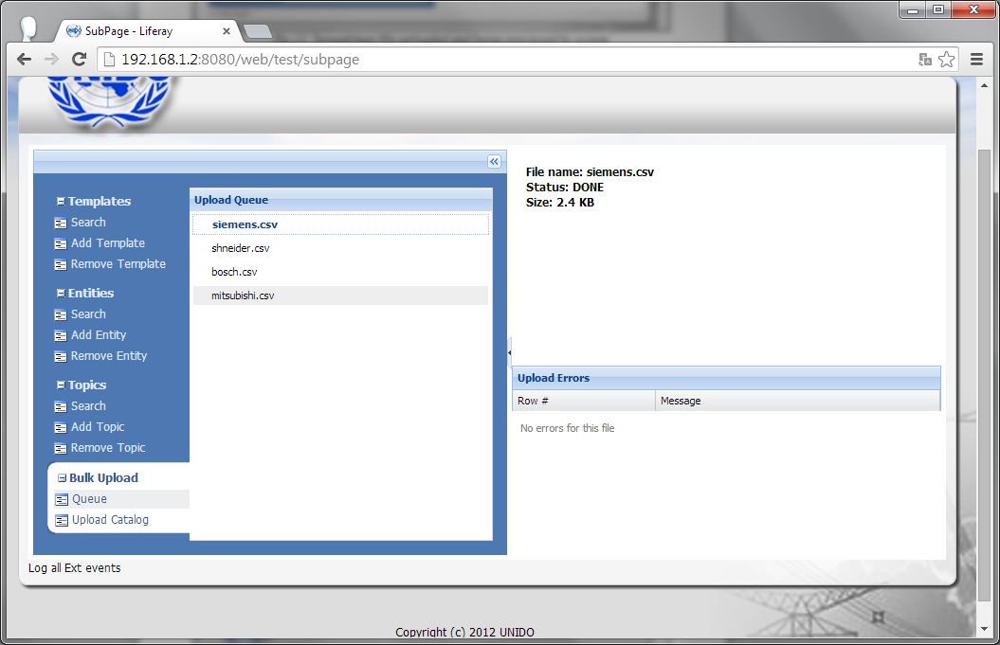 SubPage - Liferay
192.168.1.2:8080/web/test/subpage
Templates
Search
Add Template
Remove Template
Entities
Search
Add Entity
Remove Entity
Topics
Search
Add Topic
Remove Topic
Bulk Upload
Queue
Upload Catalog
Upload Queue
siemens.csv
shneider.csv
bosch.csv
mitsubishi.csv
File name: siemens.csv
Status: DONE
Size: 2.4 KB
Upload Errors
Row # Message
No errors for this file
Log all Ext events
Copyright (c) 2012 UNIDO